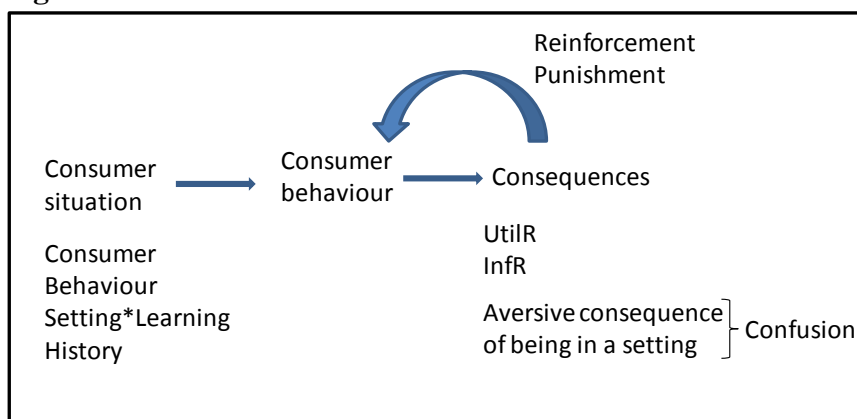 Reinforcement
Punishment
Consumer
situation
Consumer
behaviour
Consequences
Consumer
Behaviour
Setting*Learning
History
UtilR
InfR
Aversive consequence
of being in a setting
Confusion